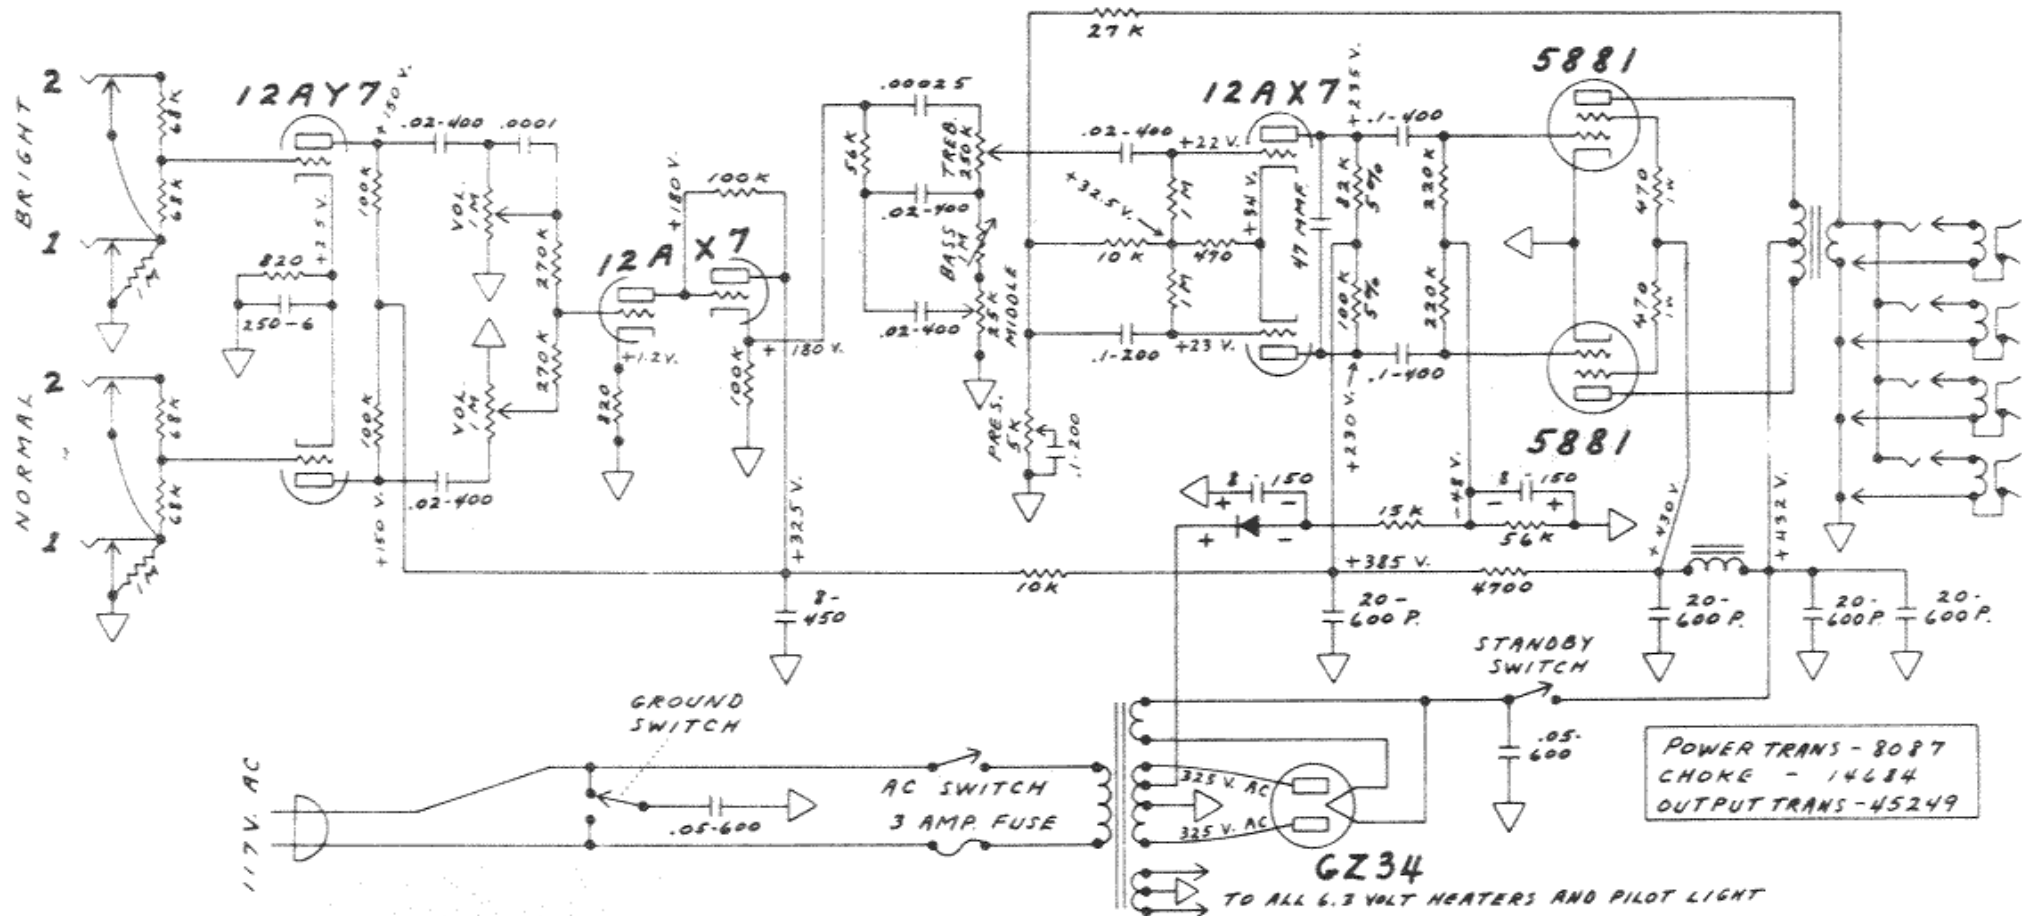 27 K
5881
+235 V.
2
BRIGHT
68K
68K
1
1M
12AY7
+150 V.
.02-400
.0001
100K
VOL.
1M
+2.5 V.
820
250-6
270K
270K
12AX7
+180 V.
100K
+1.2 V.
820
100K
+180 V.
.00025
56K
TREB.
250K
.02-400
BASS
1M
.02-400
25K
MIDDLE
12AX7
.02-400
+22 V.
+32.5 V.
1M
+34 V.
10K
470
1M
.1-200
+23 V.
47 MMF.
82K
5%
100K
5%
.1-400
.1-400
220K
220K
470
1W
470
1W
+230 V.
5881
PRES.
5K
.1-200
NORMAL
2
68K
68K
1
1M
100K
VOL.
1M
+150 V.
.02-400
+325 V.
8-
450
10K
8-150
+ -
+ -
15K
-48 V.
8-150
- +
56K
+430 V.
+432 V.
+385 V.
4700
20-
600 P.
20-
600 P.
20-
600 P.
20-
600 P.
STANDBY
SWITCH
.05-
600
GROUND
SWITCH
117 V. AC
.05-600
AC SWITCH
3 AMP. FUSE
325 V. AC
325 V. AC
GZ34
TO ALL 6.3 VOLT HEATERS AND PILOT LIGHT
POWER TRANS - 8087
CHOKE - 14684
OUTPUT TRANS - 45249